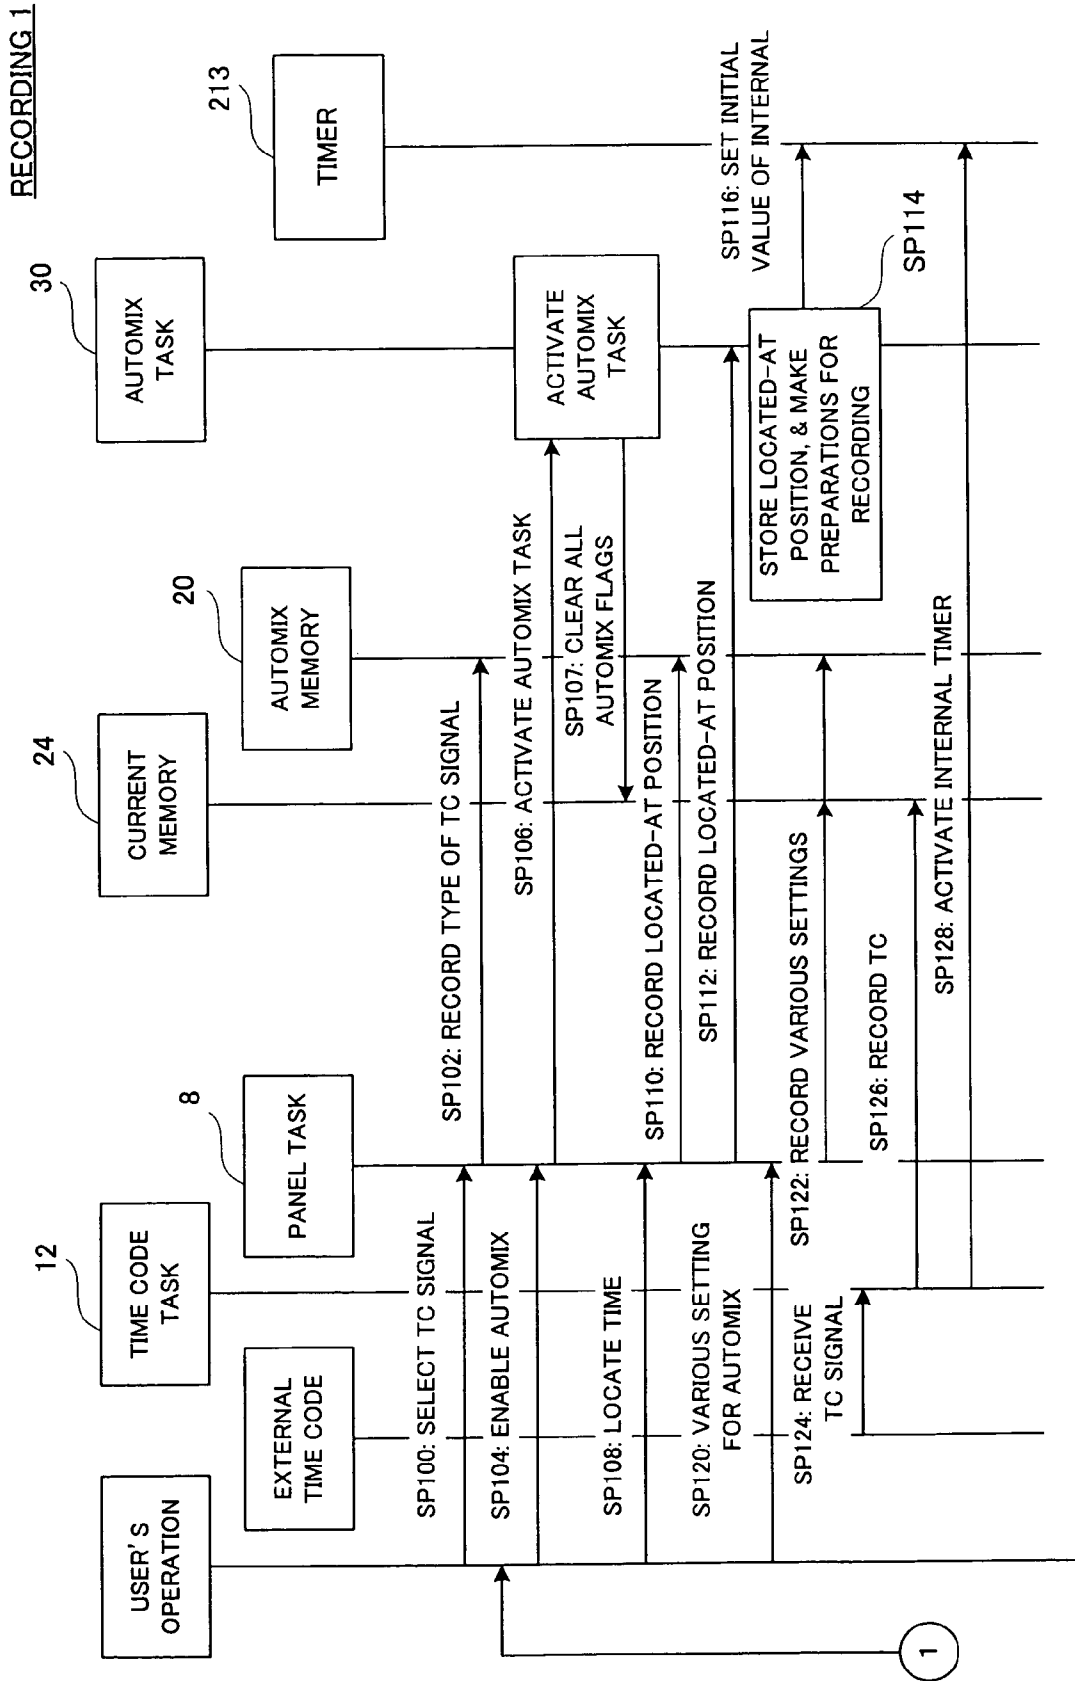 RECORDING 1
USER'S
OPERATION
EXTERNAL
TIME CODE
12
TIME CODE
TASK
8
PANEL TASK
24
CURRENT
MEMORY
20
AUTOMIX
MEMORY
30
AUTOMIX
TASK
213
TIMER
SP100: SELECT TC SIGNAL
SP102: RECORD TYPE OF TC SIGNAL
1
SP104: ENABLE AUTOMIX
SP106: ACTIVATE AUTOMIX TASK
ACTIVATE
AUTOMIX
TASK
SP107: CLEAR ALL
AUTOMIX FLAGS
SP108: LOCATE TIME
SP110: RECORD LOCATED-AT POSITION
SP112: RECORD LOCATED-AT POSITION
STORE LOCATED-AT
POSITION, & MAKE
PREPARATIONS FOR
RECORDING
SP114
SP116: SET INITIAL
VALUE OF INTERNAL
SP120: VARIOUS SETTING
FOR AUTOMIX
SP122: RECORD VARIOUS SETTINGS
SP124: RECEIVE
TC SIGNAL
SP126: RECORD TC
SP128: ACTIVATE INTERNAL TIMER